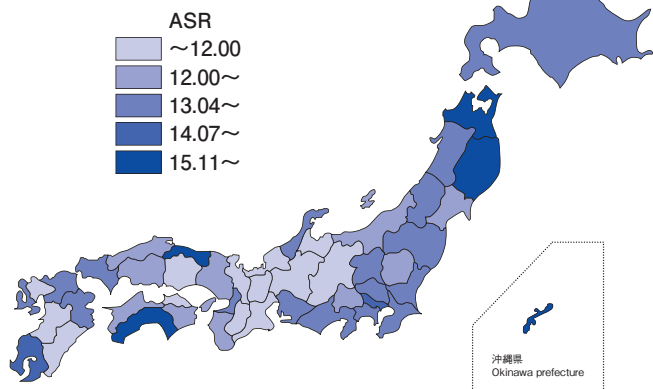 ASR
～12.00
12.00～
13.04～
14.07～
15.11～
沖縄県
Okinawa prefecture